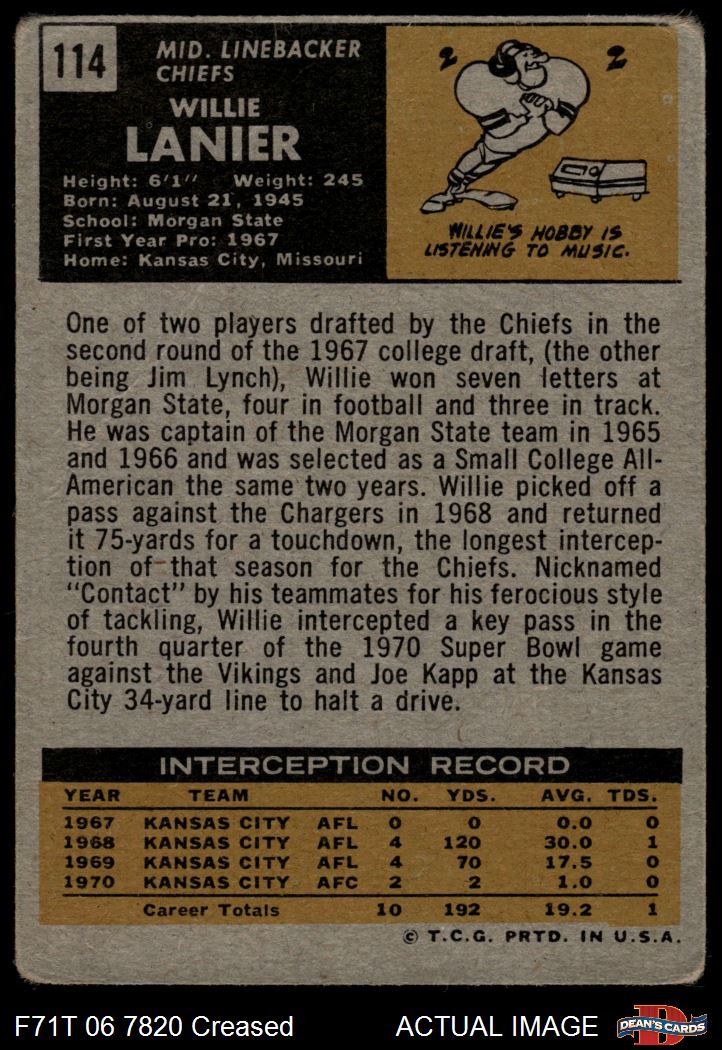 114
MID. LINEBACKER
CHIEFS
WILLIE
LANIER
Height: 6'1" Weight: 245
Born: August 21, 1945
School: Morgan State
First Year Pro: 1967
Home: Kansas City, Missouri
2 2
WILLIE'S HOBBY IS
LISTENING TO MUSIC.
One of two players drafted by the Chiefs in the
second round of the 1967 college draft, (the other
being Jim Lynch), Willie won seven letters at
Morgan State, four in football and three in track.
He was captain of the Morgan State team in 1965
and 1966 and was selected as a Small College All-
American the same two years. Willie picked off a
pass against the Chargers in 1968 and returned
it 75-yards for a touchdown, the longest intercep-
tion of that season for the Chiefs. Nicknamed
"Contact" by his teammates for his ferocious style
of tackling, Willie intercepted a key pass in the
fourth quarter of the 1970 Super Bowl game
against the Vikings and Joe Kapp at the Kansas
City 34-yard line to halt a drive.
INTERCEPTION RECORD
YEAR TEAM NO. YDS. AVG. TDS.
1967 KANSAS CITY AFL 0 0 0.0 0
1968 KANSAS CITY AFL 4 120 30.0 1
1969 KANSAS CITY AFL 4 70 17.5 0
1970 KANSAS CITY AFC 2 2 1.0 0
Career Totals 10 192 19.2 1
© T.C.G. PRTD. IN U.S.A.
F71T 06 7820 Creased ACTUAL IMAGE
D
DEAN'S CARDS